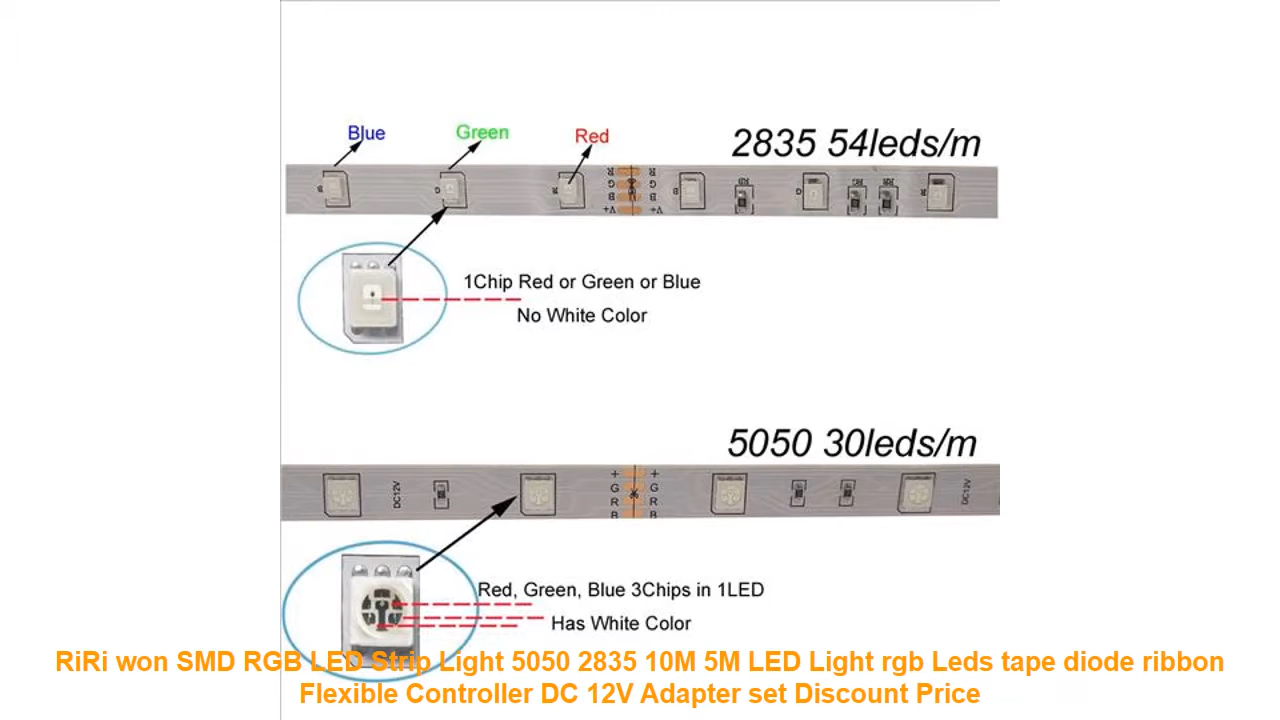 Blue
Green
Red
2835 54leds/m
B
G
R
R
G
B
V+
R
G
B
+V
B
G
R
1Chip Red or Green or Blue
No White Color
5050 30leds/m
DC12V
+
G
R
B
+
G
R
B
DC12V
Red, Green, Blue 3Chips in 1LED
Has White Color
RiRi won SMD RGB LED Strip Light 5050 2835 10M 5M LED Light rgb Leds tape diode ribbon
Flexible Controller DC 12V Adapter set Discount Price